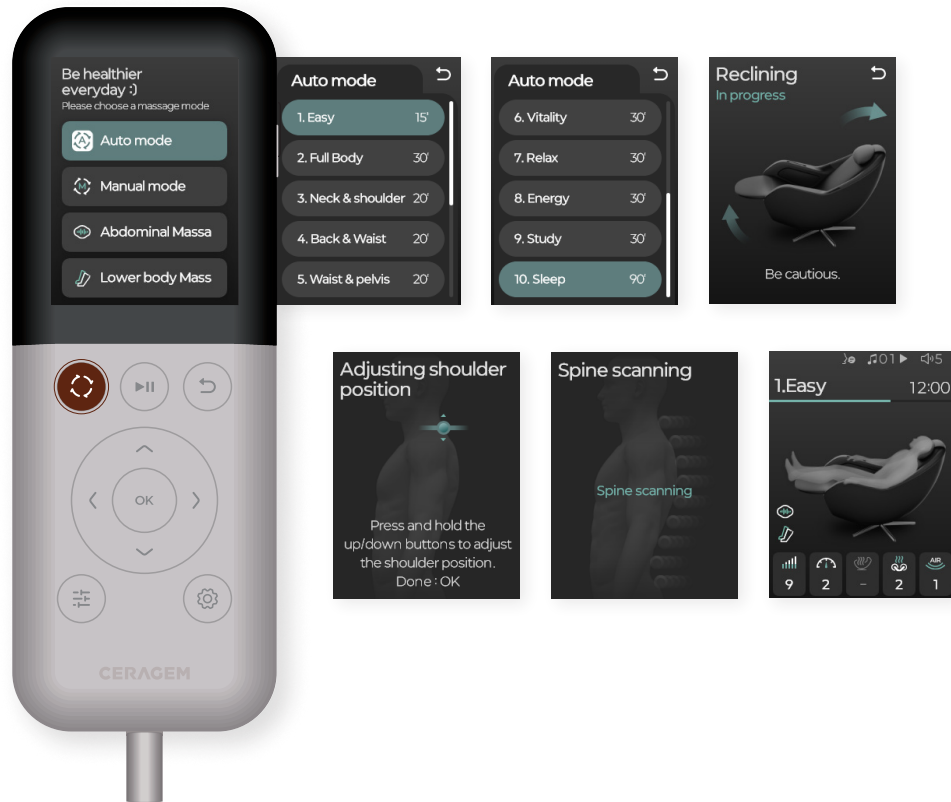 Be healthier
everyday :)
Please choose a massage mode
Auto mode
Manual mode
Abdominal Massa
Lower body Mass
OK
CERAGEM
Auto mode
1. Easy 15'
2. Full Body 30'
3. Neck & shoulder 20'
4. Back & Waist 20'
5. Waist & pelvis 20'
Auto mode
6. Vitality 30'
7. Relax 30'
8. Energy 30'
9. Study 30'
10. Sleep 90'
Reclining
In progress
Be cautious.
Adjusting shoulder
position
Press and hold the
up/down buttons to adjust
the shoulder position.
Done : OK
Spine scanning
Spine scanning
01 5
1.Easy 12:00
AIR
9 2 - 2 1